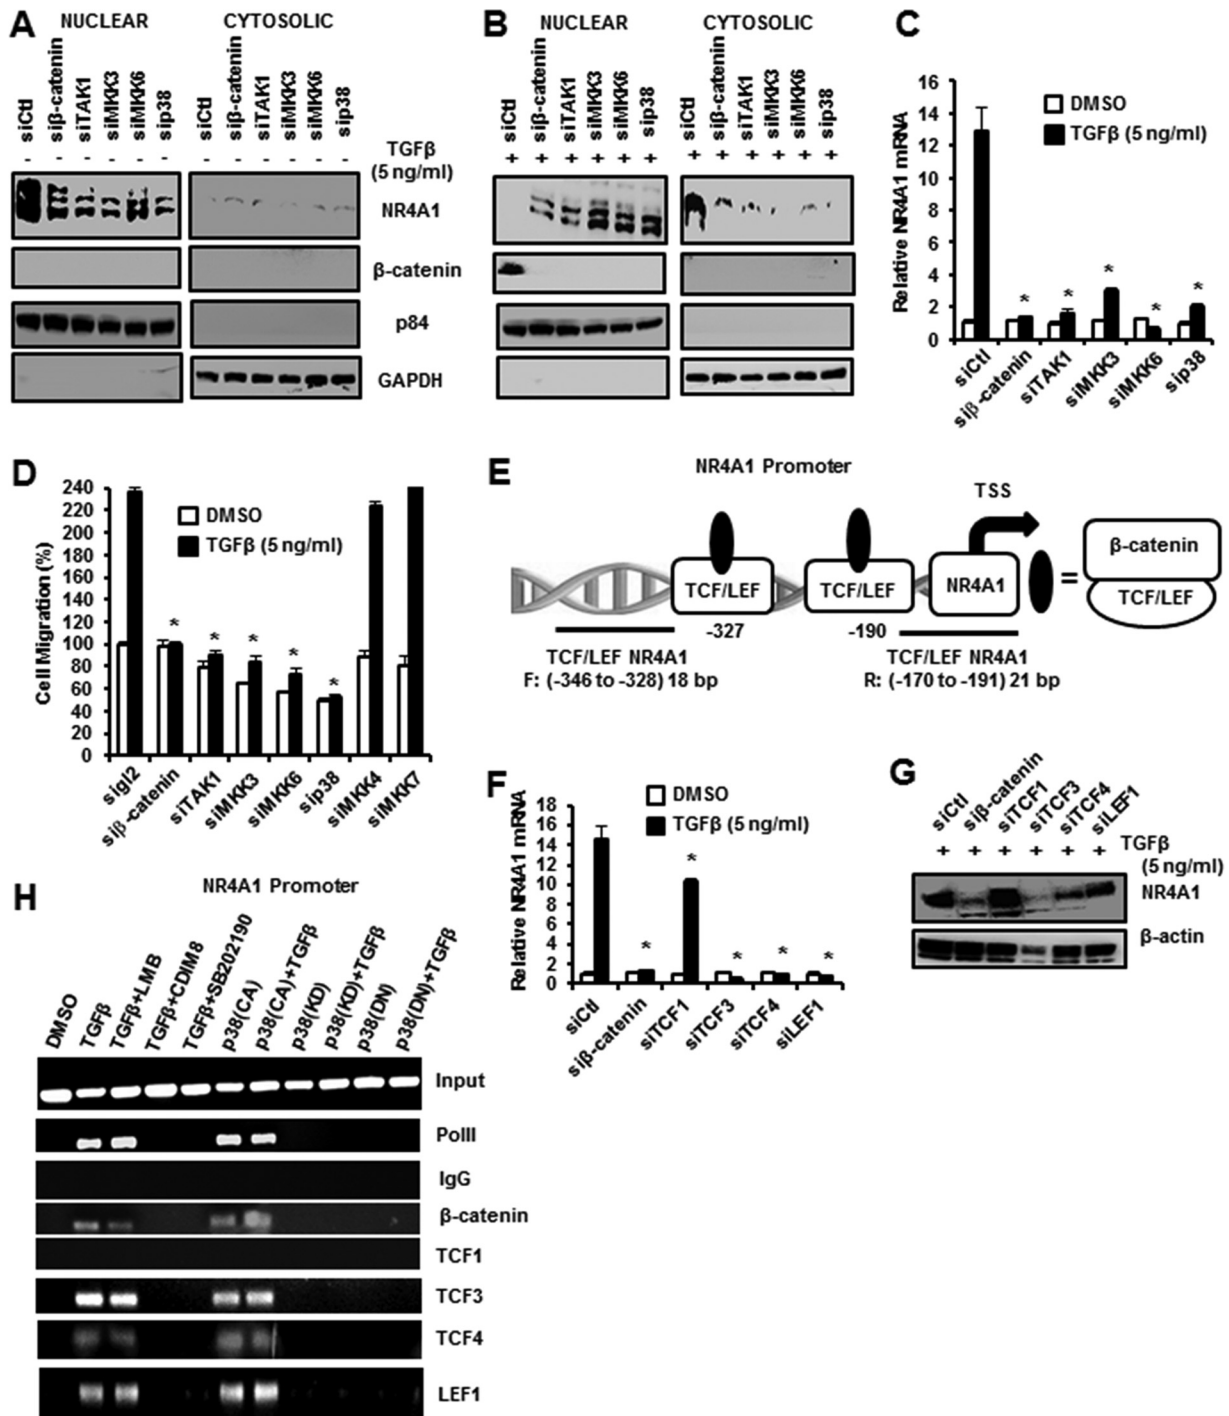 A
NUCLEAR
CYTOSOLIC
siCtl
siβ-catenin
siTAK1
siMKK3
siMKK6
sip38
siCtl
siβ-catenin
siTAK1
siMKK3
siMKK6
sip38
- - - - - - - - - - - -
TGFβ
(5 ng/ml)
NR4A1
β-catenin
p84
GAPDH
B
NUCLEAR
CYTOSOLIC
siCtl
siβ-catenin
siTAK1
siMKK3
siMKK6
sip38
siCtl
siβ-catenin
siTAK1
siMKK3
siMKK6
sip38
+ + + + + + + + + + + +
C
Relative NR4A1 mRNA
16
14
12
10
8
6
4
2
0
DMSO
TGFβ (5 ng/ml)
* * * * *
siCtl
siβ-catenin
siTAK1
siMKK3
siMKK6
sip38
D
Cell Migration (%)
240
220
200
180
160
140
120
100
80
60
40
20
0
DMSO
TGFβ (5 ng/ml)
* * * * *
sigl2
siβ-catenin
siTAK1
siMKK3
siMKK6
sip38
siMKK4
siMKK7
E
NR4A1 Promoter
TSS
TCF/LEF
TCF/LEF
NR4A1
=
β-catenin
TCF/LEF
-327
-190
TCF/LEF NR4A1
F: (-346 to -328) 18 bp
TCF/LEF NR4A1
R: (-170 to -191) 21 bp
F
Relative NR4A1 mRNA
18
16
14
12
10
8
6
4
2
0
DMSO
TGFβ (5 ng/ml)
* * * * *
siCtl
siβ-catenin
siTCF1
siTCF3
siTCF4
siLEF1
G
siCtl
siβ-catenin
siTCF1
siTCF3
siTCF4
siLEF1
+ + + + + +
TGFβ
(5 ng/ml)
NR4A1
β-actin
H
NR4A1 Promoter
DMSO
TGFβ
TGFβ+LMB
TGFβ+CDIM8
TGFβ+SB202190
p38(CA)
p38(CA)+TGFβ
p38(KD)
p38(KD)+TGFβ
p38(DN)
p38(DN)+TGFβ
Input
PolII
IgG
β-catenin
TCF1
TCF3
TCF4
LEF1